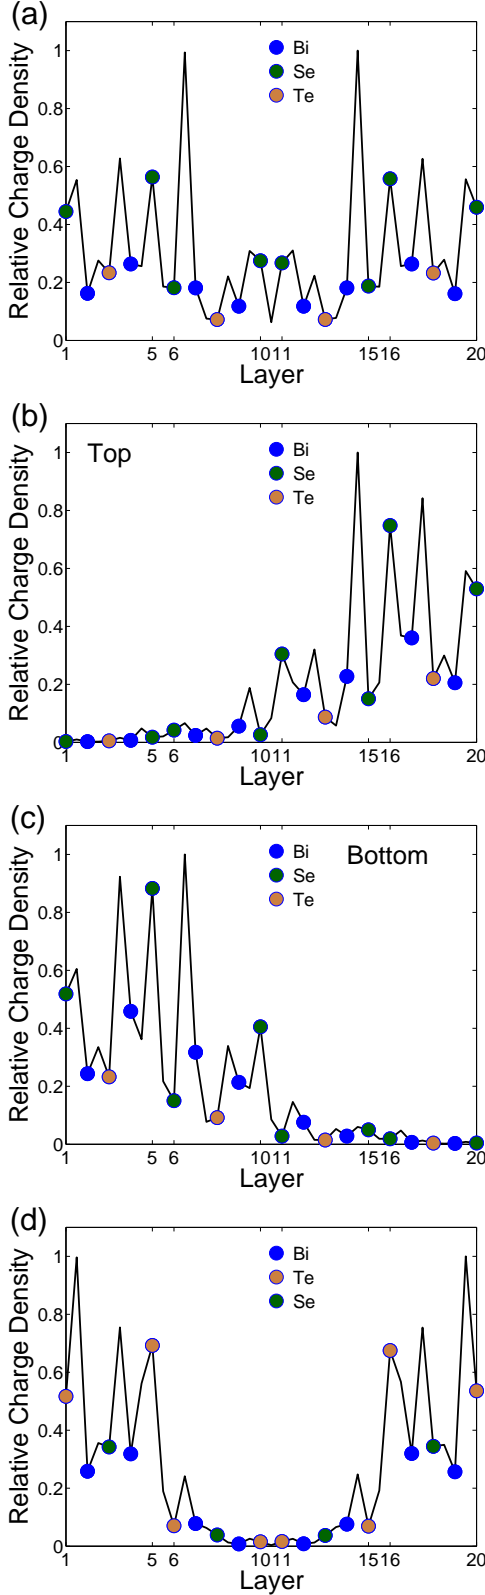 (a)
Relative Charge Density
1
0.8
0.6
0.4
0.2
0
Bi
Se
Te
1 5 6 10 11 15 16 20
Layer
(b)
Top
Relative Charge Density
1
0.8
0.6
0.4
0.2
0
Bi
Se
Te
1 5 6 10 11 15 16 20
Layer
(c)
Bottom
Relative Charge Density
1
0.8
0.6
0.4
0.2
0
Bi
Se
Te
1 5 6 10 11 15 16 20
Layer
(d)
Relative Charge Density
1
0.8
0.6
0.4
0.2
0
Bi
Te
Se
1 5 6 10 11 15 16 20
Layer